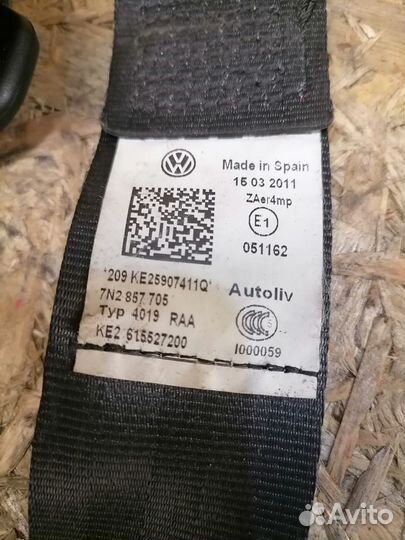 Made in Spain
15 03 2011
ZAer4mp
E1
051162
*209 KE25907411Q*
7N2 857 705
Autoliv
TYP 4019 RAA
KE2 615527200
I000059
Avito